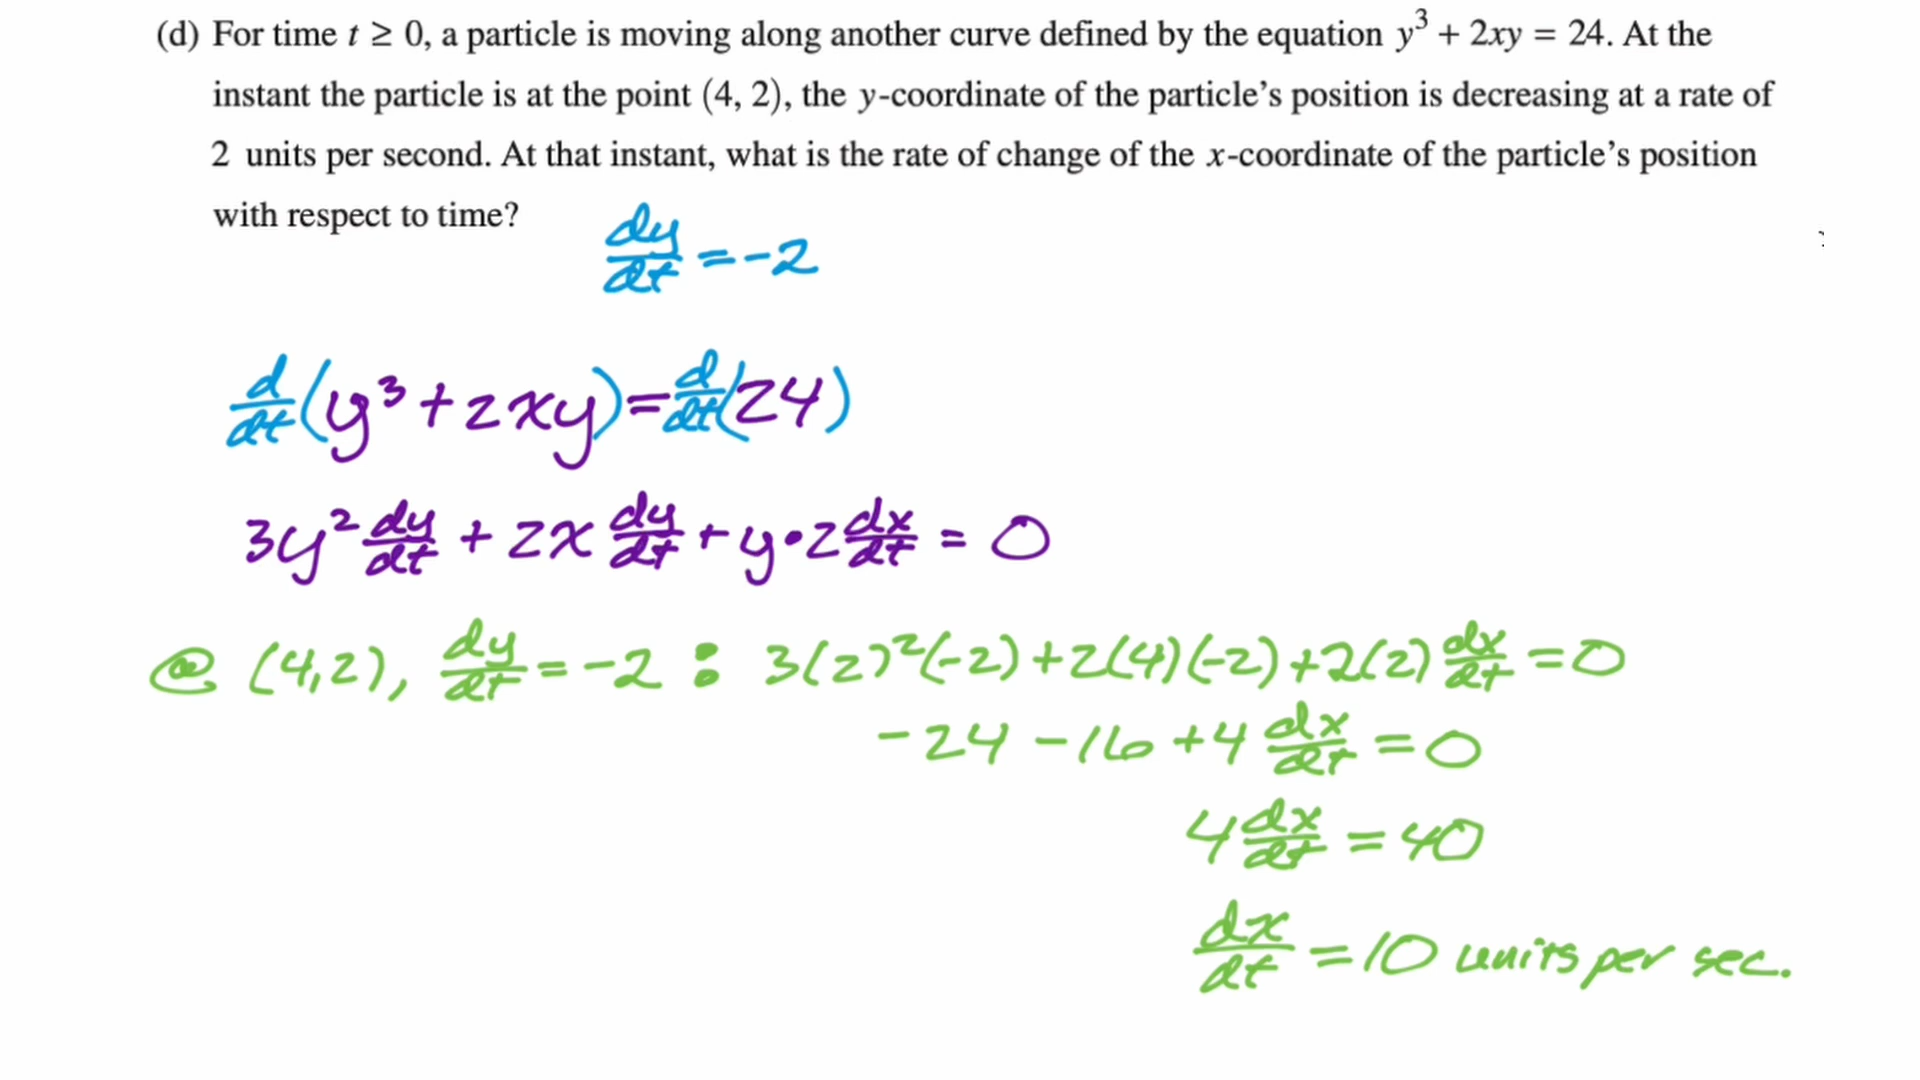 (d) For time t ≥ 0, a particle is moving along another curve defined by the equation y³ + 2xy = 24. At the
instant the particle is at the point (4, 2), the y-coordinate of the particle's position is decreasing at a rate of
2 units per second. At that instant, what is the rate of change of the x-coordinate of the particle's position
with respect to time?
dy/dt = -2
d/dt (y³ + 2xy) = d/dt (24)
3y² dy/dt + 2x dy/dt + y·2 dx/dt = 0
@ (4,2), dy/dt = -2 : 3(2)²(-2) + 2(4)(-2) + 2(2) dx/dt = 0
-24 - 16 + 4 dx/dt = 0
4 dx/dt = 40
dx/dt = 10 units per sec.